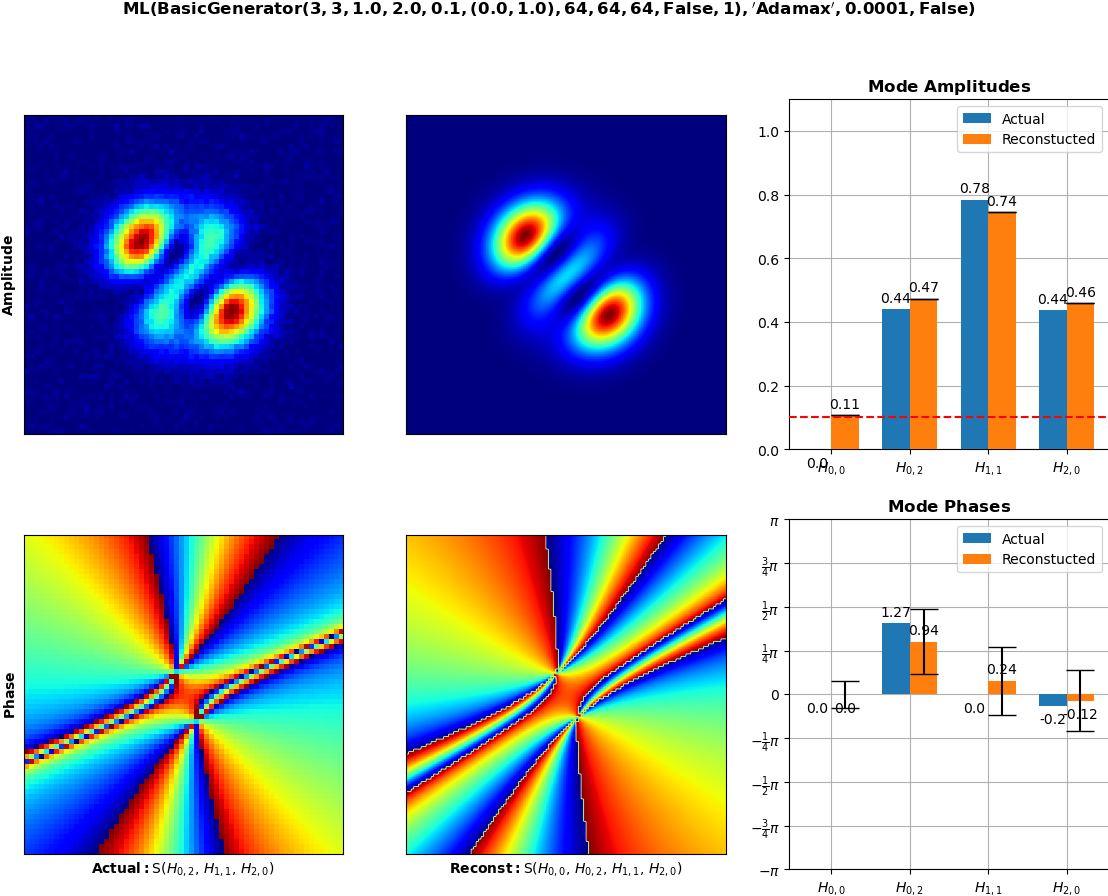 ML(BasicGenerator(3, 3, 1.0, 2.0, 0.1, (0.0, 1.0), 64, 64, 64, False, 1), 'Adamax', 0.0001, False)
Amplitude
Mode Amplitudes
Actual
Reconstucted
1.0
0.8
0.6
0.4
0.2
0.0
0.0
0.11
0.44
0.47
0.78
0.74
0.44
0.46
H0,0
H0,2
H1,1
H2,0
Phase
Actual: S(H0,2, H1,1, H2,0)
Reconst: S(H0,0, H0,2, H1,1, H2,0)
Mode Phases
Actual
Reconstucted
π
3/4π
1/2π
1/4π
0
−1/4π
−1/2π
−3/4π
−π
0.0
-0.0
1.27
0.94
0.0
0.24
-0.2
-0.12
H0,0
H0,2
H1,1
H2,0